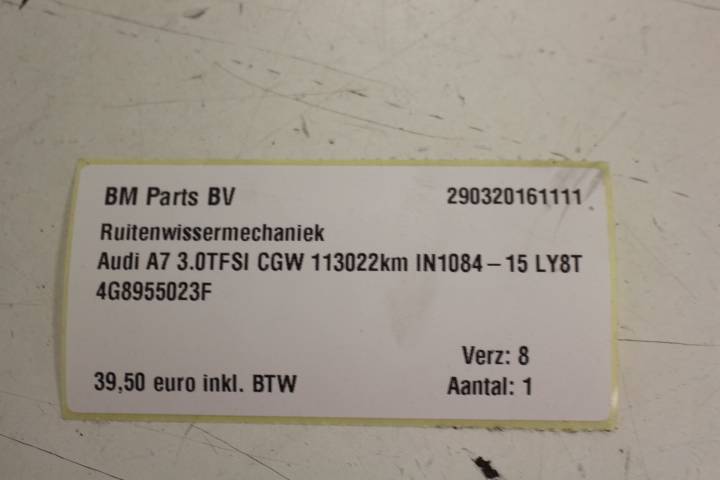 BM Parts BV 290320161111
Ruitenwissermechaniek
Audi A7 3.0TFSI CGW 113022km IN1084-15 LY8T
4G8955023F
Verz: 8
39,50 euro inkl. BTW Aantal: 1